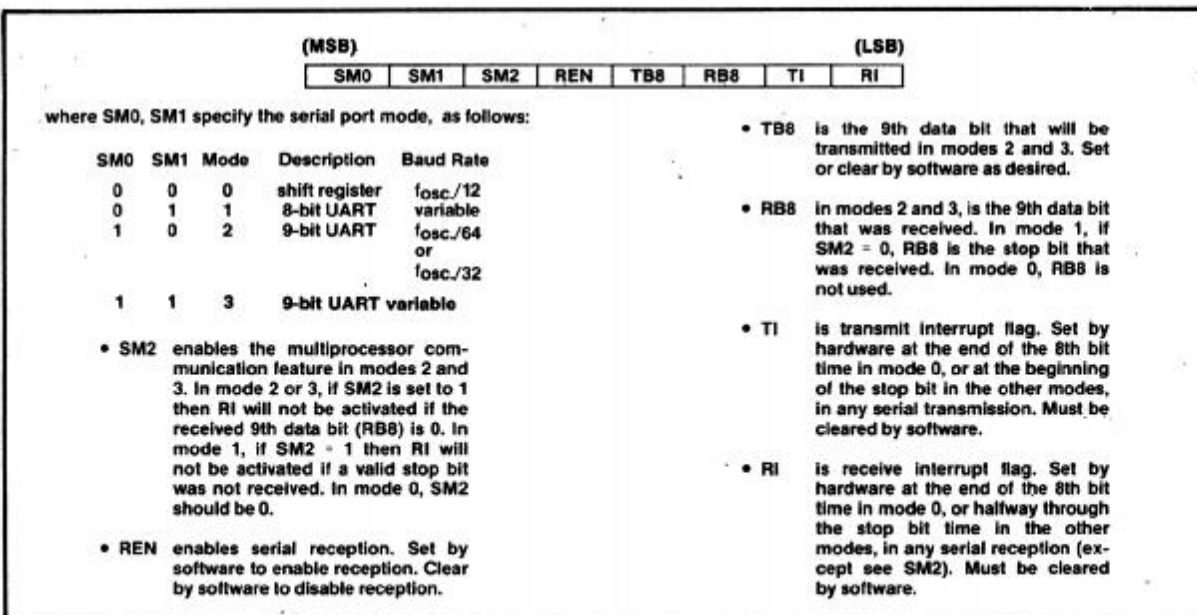 (MSB) (LSB)
SM0 SM1 SM2 REN TB8 RB8 TI RI
where SM0, SM1 specify the serial port mode, as follows:
SM0 SM1 Mode Description Baud Rate
0 0 0 shift register fosc./12
0 1 1 8-bit UART variable
1 0 2 9-bit UART fosc./64
or
fosc./32
1 1 3 9-bit UART variable
• SM2 enables the multiprocessor com-
munication feature in modes 2 and
3. In mode 2 or 3, if SM2 is set to 1
then RI will not be activated if the
received 9th data bit (RB8) is 0. In
mode 1, if SM2 = 1 then RI will
not be activated if a valid stop bit
was not received. In mode 0, SM2
should be 0.
• REN enables serial reception. Set by
software to enable reception. Clear
by software to disable reception.
• TB8 is the 9th data bit that will be
transmitted in modes 2 and 3. Set
or clear by software as desired.
• RB8 in modes 2 and 3, is the 9th data bit
that was received. In mode 1, if
SM2 = 0, RB8 is the stop bit that
was received. In mode 0, RB8 is
not used.
• TI is transmit interrupt flag. Set by
hardware at the end of the 8th bit
time in mode 0, or at the beginning
of the stop bit in the other modes,
in any serial transmission. Must be
cleared by software.
• RI is receive interrupt flag. Set by
hardware at the end of the 8th bit
time in mode 0, or halfway through
the stop bit time in the other
modes, in any serial reception (ex-
cept see SM2). Must be cleared
by software.